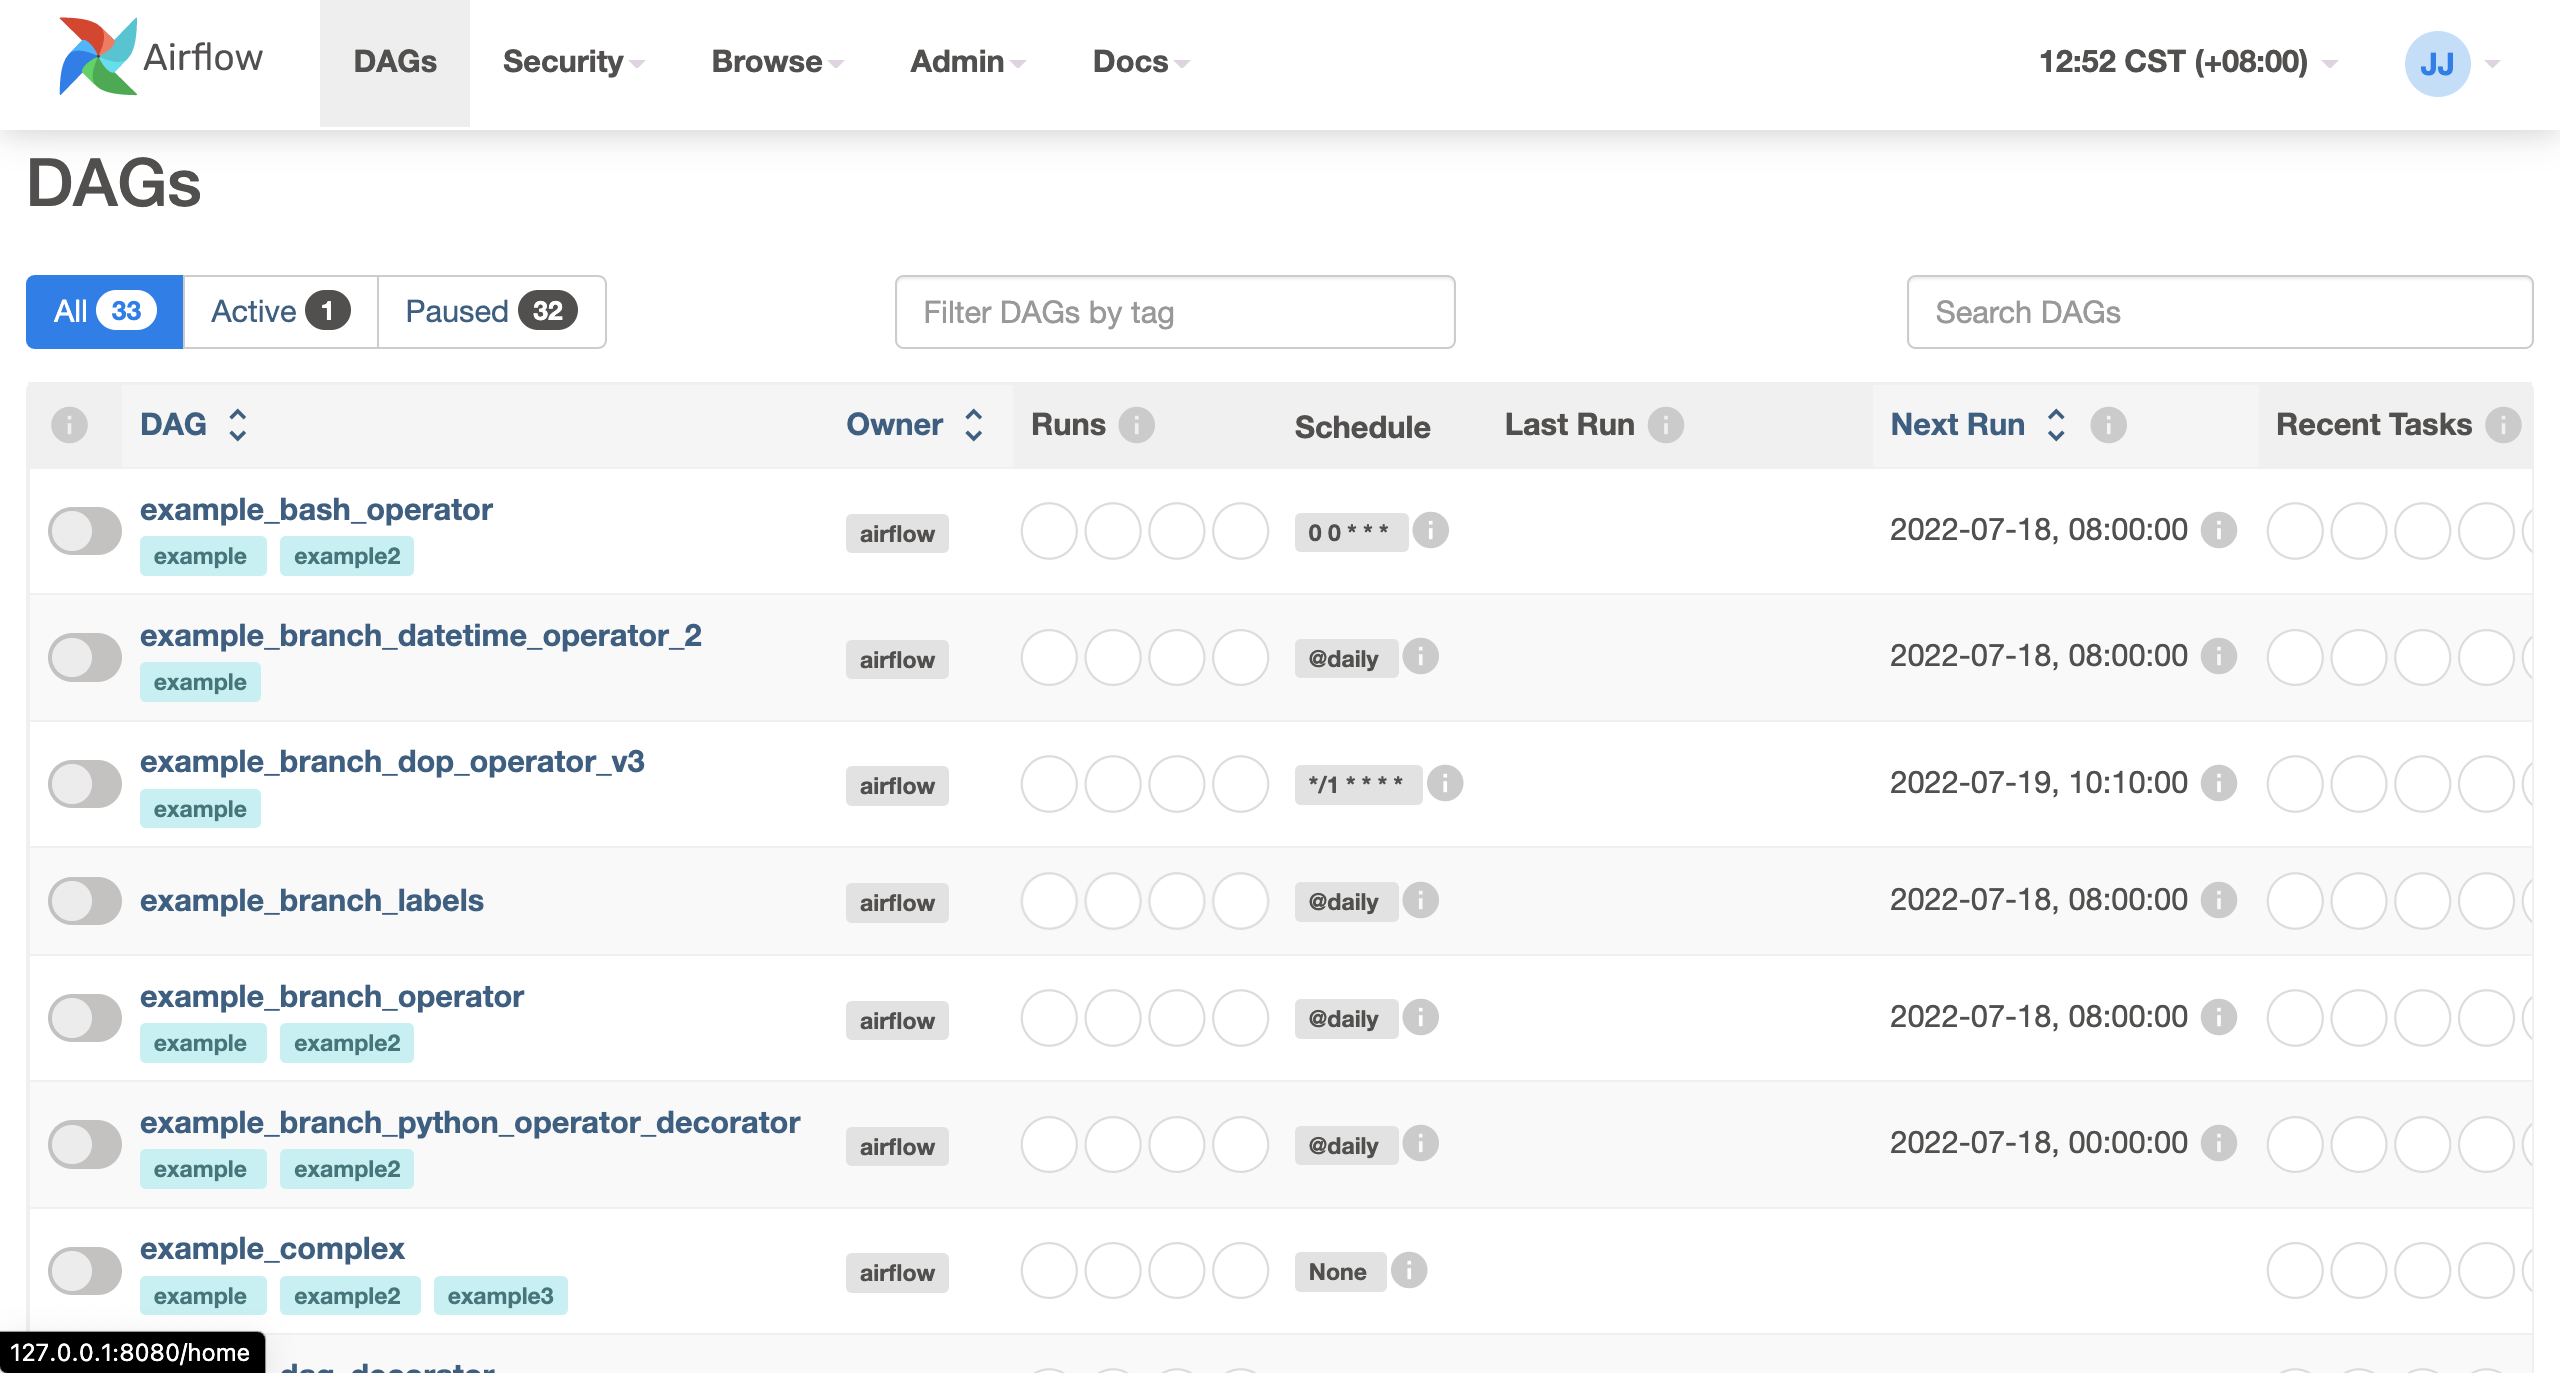 Airflow DAGs Security Browse Admin Docs 12:52 CST (+08:00) JJ
DAGs
All 33 Active 1 Paused 32 Filter DAGs by tag Search DAGs
DAG Owner Runs Schedule Last Run Next Run Recent Tasks
example_bash_operator
airflow 0 0 * * * 2022-07-18, 08:00:00
example example2
example_branch_datetime_operator_2
airflow @daily 2022-07-18, 08:00:00
example
example_branch_dop_operator_v3
airflow */1 * * * * 2022-07-19, 10:10:00
example
example_branch_labels airflow @daily 2022-07-18, 08:00:00
example_branch_operator
airflow @daily 2022-07-18, 08:00:00
example example2
example_branch_python_operator_decorator
airflow @daily 2022-07-18, 00:00:00
example example2
example_complex
airflow None
example example2 example3
127.0.0.1:8080/home
dag_decorator